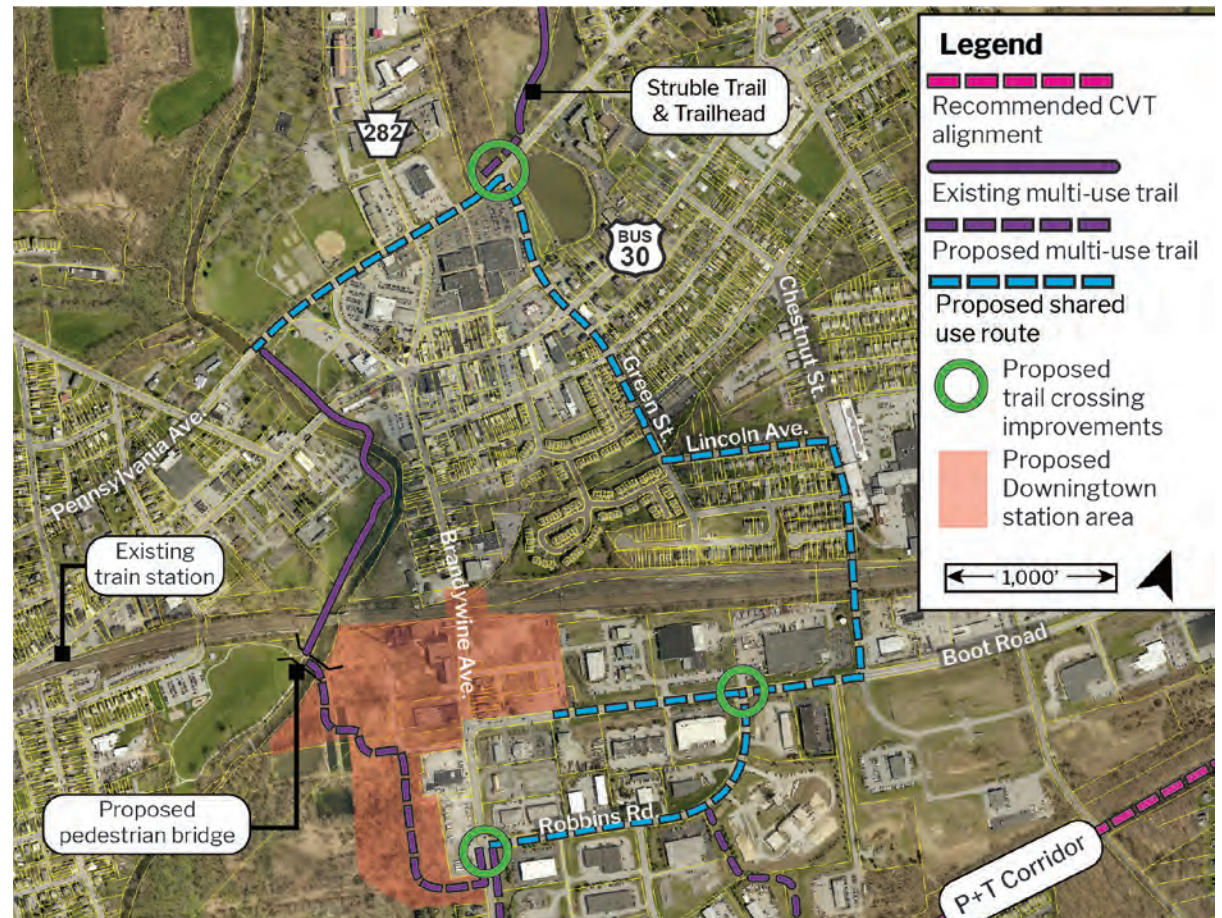 Struble Trail
& Trailhead
282
BUS
30
Chestnut St.
Green St.
Lincoln Ave.
Pennsylvania Ave.
Existing
train station
Brandywine Ave.
Boot Road
Proposed
pedestrian bridge
Robbins Rd.
P+T Corridor
Legend
Recommended CVT
alignment
Existing multi-use trail
Proposed multi-use trail
Proposed shared
use route
Proposed
trail crossing
improvements
Proposed
Downingtown
station area
1,000'